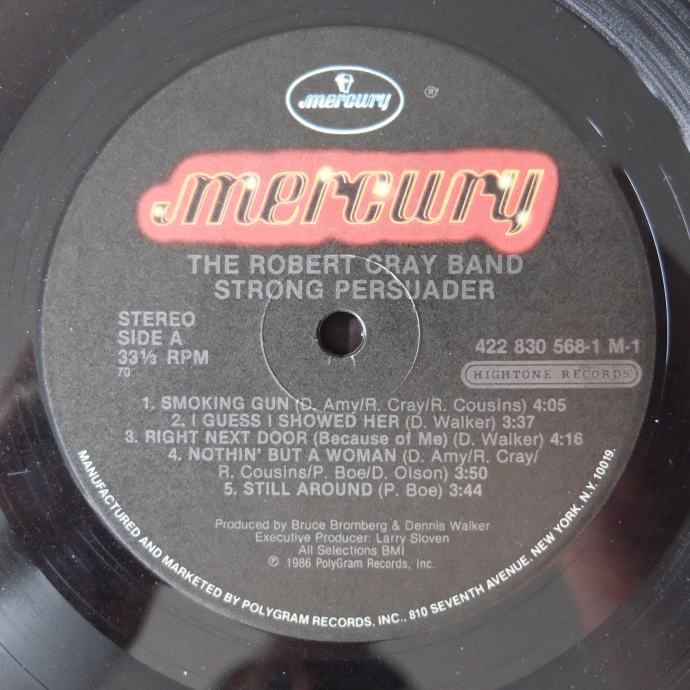 mercury
®
mercury
THE ROBERT CRAY BAND
STRONG PERSUADER
STEREO
SIDE A
33⅓ RPM
70
422 830 568-1 M-1
HIGHTONE RECORDS
1. SMOKING GUN (D. Amy/R. Cray/R. Cousins) 4:05
2. I GUESS I SHOWED HER (D. Walker) 3:37
3. RIGHT NEXT DOOR (Because of Me) (D. Walker) 4:16
4. NOTHIN' BUT A WOMAN (D. Amy/R. Cray/
R. Cousins/P. Boe/D. Olson) 3:50
5. STILL AROUND (P. Boe) 3:44
Produced by Bruce Bromberg & Dennis Walker
Executive Producer: Larry Sloven
All Selections BMI
℗ 1986 PolyGram Records, Inc.
MANUFACTURED AND MARKETED BY POLYGRAM RECORDS, INC., 810 SEVENTH AVENUE, NEW YORK, N.Y. 10019.